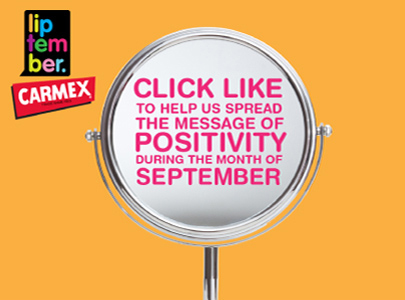 lip
tem
ber.
CARMEX
CLICK LIKE
TO HELP US SPREAD
THE MESSAGE OF
POSITIVITY
DURING THE MONTH OF
SEPTEMBER